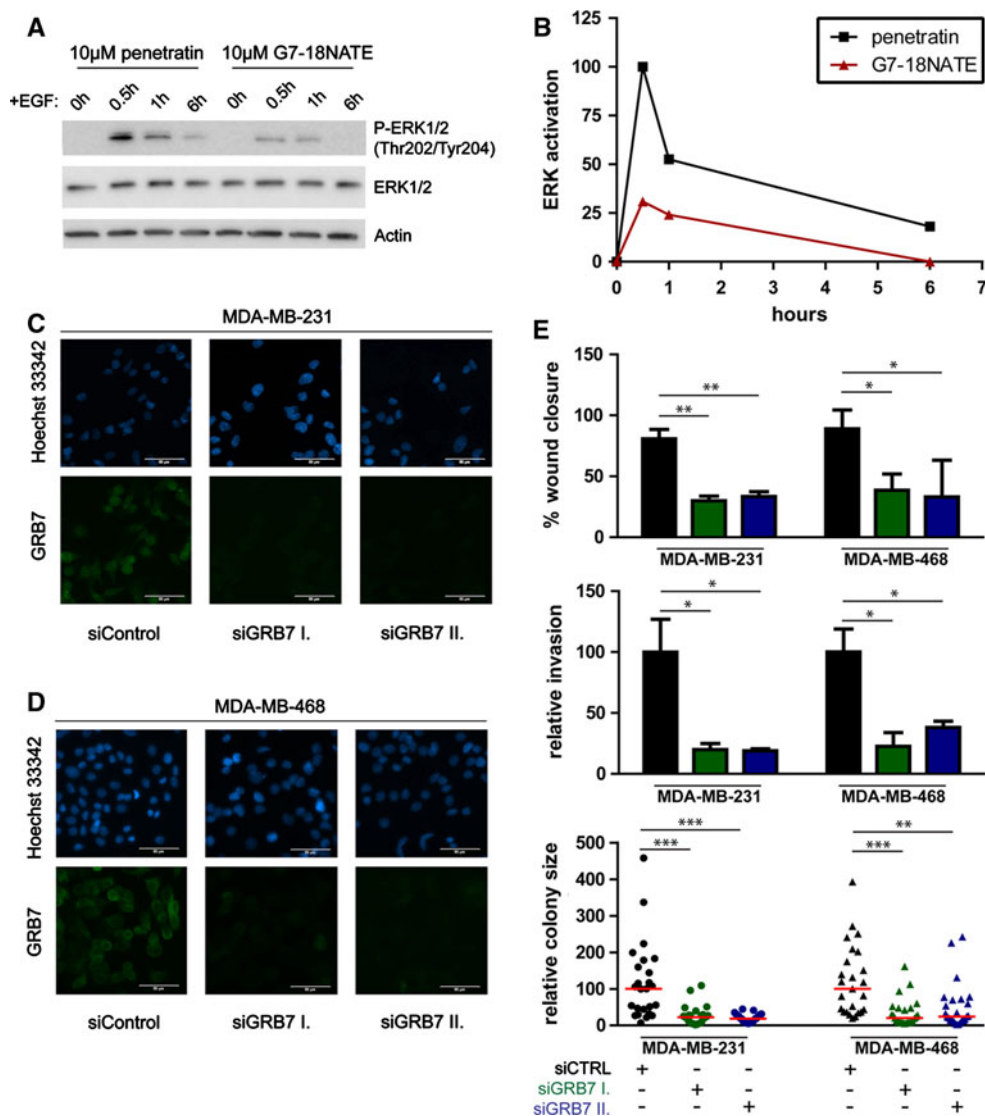 A
10µM penetratin 10µM G7-18NATE
+EGF: 0h 0.5h 1h 6h 0h 0.5h 1h 6h
P-ERK1/2
(Thr202/Tyr204)
ERK1/2
Actin
B
penetratin
G7-18NATE
ERK activation
125
100
75
50
25
0
0 1 2 3 4 5 6 7
hours
C
MDA-MB-231
Hoechst 33342
GRB7
siControl siGRB7 I. siGRB7 II.
D
MDA-MB-468
Hoechst 33342
GRB7
siControl siGRB7 I. siGRB7 II.
E
% wound closure
150
100
50
0
** ** * *
MDA-MB-231 MDA-MB-468
relative invasion
150
100
50
0
* * * *
MDA-MB-231 MDA-MB-468
relative colony size
500
400
300
200
100
0
*** *** ** ***
MDA-MB-231 MDA-MB-468
siCTRL + - - + - -
siGRB7 I. - + - - + -
siGRB7 II. - - + - - +